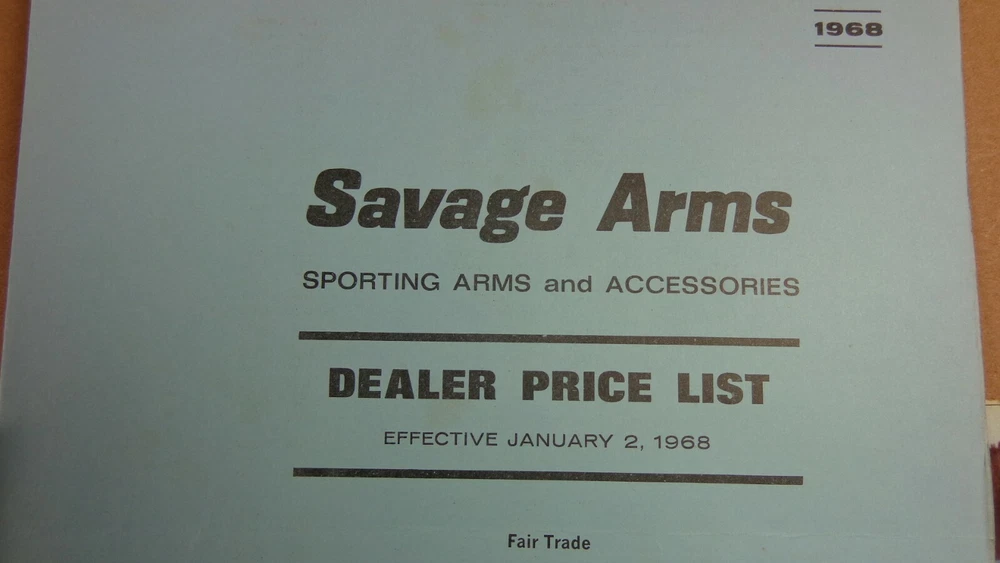 1968
Savage Arms
SPORTING ARMS and ACCESSORIES
DEALER PRICE LIST
EFFECTIVE JANUARY 2, 1968
Fair Trade